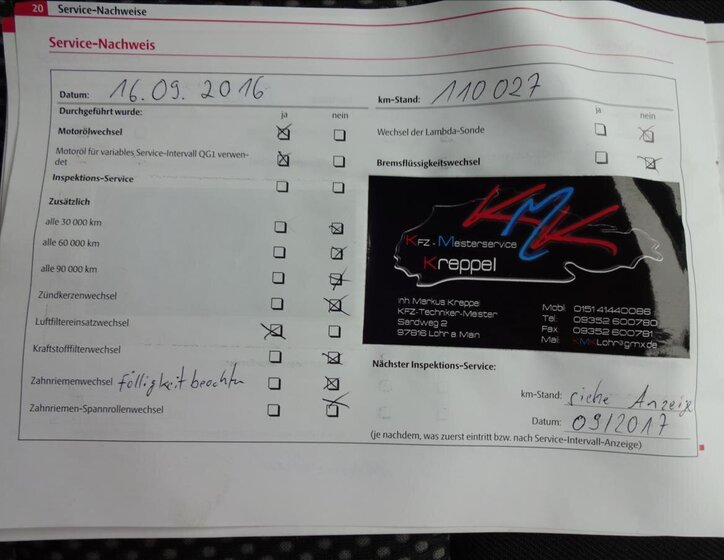 20 Service-Nachweise
Service-Nachweis
Datum: 16.09.2016
km-Stand: 110 027
Durchgeführt wurde: ja nein
ja nein
Motorölwechsel
Wechsel der Lambda-Sonde
Motoröl für variables Service-Intervall QG1 verwen-
det
Bremsflüssigkeitswechsel
Inspektions-Service
Zusätzlich
alle 30 000 km
alle 60 000 km
alle 90 000 km
Zündkerzenwechsel
Luftfiltereinsatzwechsel
Kraftstofffilterwechsel
Zahnriemenwechsel Fälligkeit beachten
Zahnriemen-Spannrollenwechsel
KMK
KFZ - Meisterservice
Kreppel
Inh Markus Kreppel
KFZ-Techniker-Meister
Sandweg 2
97816 Lohr a Main
Mobil: 0151 41440086
Tel: 09352 600780
Fax: 09352 600781
Mail: KMKLohr@gmx.de
Nächster Inspektions-Service:
km-Stand: siehe Anzeige
Datum: 09/2017
(je nachdem, was zuerst eintritt bzw. nach Service-Intervall-Anzeige)